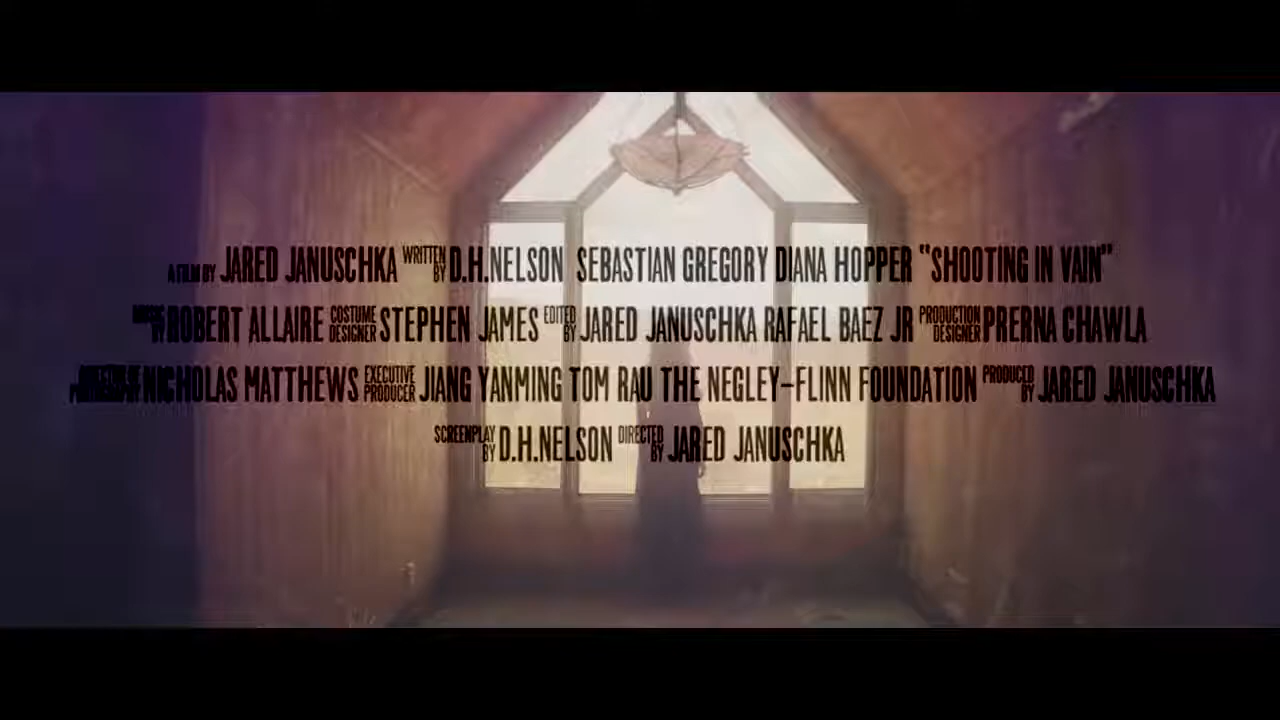 A FILM BY JARED JANUSCHKA WRITTEN BY D.H.NELSON SEBASTIAN GREGORY DIANA HOPPER "SHOOTING IN VAIN"
BY ROBERT ALLAIRE COSTUME DESIGNER STEPHEN JAMES EDITED BY JARED JANUSCHKA RAFAEL BAEZ JR PRODUCTION DESIGNER PRERNA CHAWLA
NICHOLAS MATTHEWS EXECUTIVE PRODUCER JIANG YANMING TOM RAU THE NEGLEY-FLINN FOUNDATION PRODUCED BY JARED JANUSCHKA
SCREENPLAY BY D.H.NELSON DIRECTED BY JARED JANUSCHKA